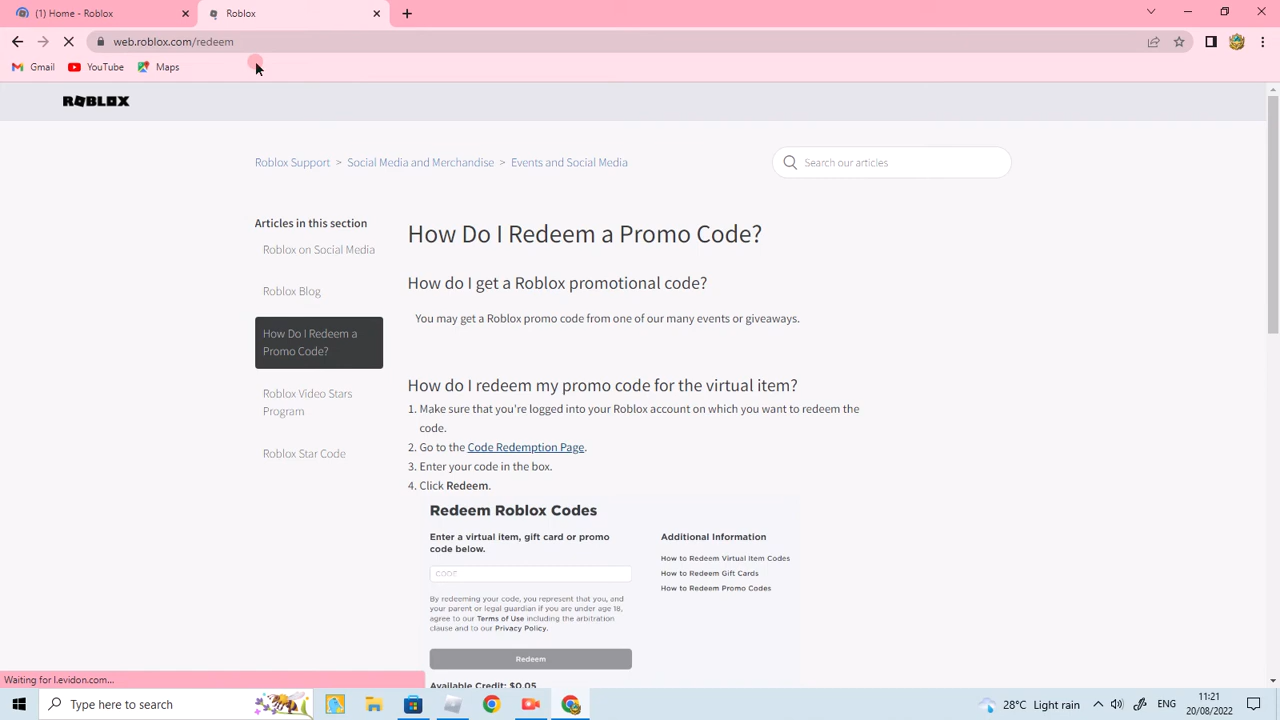 (1) Home - Roblox
Roblox
web.roblox.com/redeem
Gmail
YouTube
Maps
ROBLOX
Roblox Support > Social Media and Merchandise > Events and Social Media
Search our articles
Articles in this section
Roblox on Social Media
Roblox Blog
How Do I Redeem a
Promo Code?
Roblox Video Stars
Program
Roblox Star Code
How Do I Redeem a Promo Code?
How do I get a Roblox promotional code?
You may get a Roblox promo code from one of our many events or giveaways.
How do I redeem my promo code for the virtual item?
1. Make sure that you're logged into your Roblox account on which you want to redeem the
code.
2. Go to the Code Redemption Page.
3. Enter your code in the box.
4. Click Redeem.
Redeem Roblox Codes
Enter a virtual item, gift card or promo
code below.
CODE
By redeeming your code, you represent that you, and
your parent or legal guardian if you are under age 18,
agree to our Terms of Use including the arbitration
clause and to our Privacy Policy.
Redeem
Available Credit: $0.05
Additional Information
How to Redeem Virtual Item Codes
How to Redeem Gift Cards
How to Redeem Promo Codes
Waiting for l.evidon.com...
Type here to search
28°C Light rain
ENG
11:21
20/08/2022